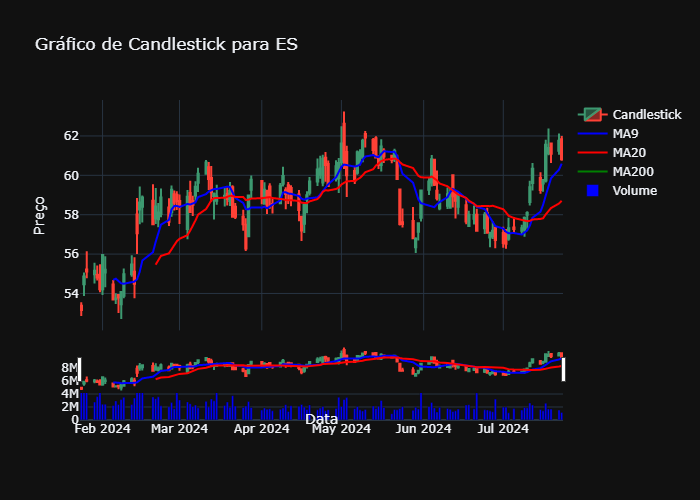 Gráfico de Candlestick para ES
Candlestick
MA9
MA20
MA200
Volume
Preço
62
60
58
56
54
8M
6M
4M
2M
0
Data
Feb 2024
Mar 2024
Apr 2024
May 2024
Jun 2024
Jul 2024